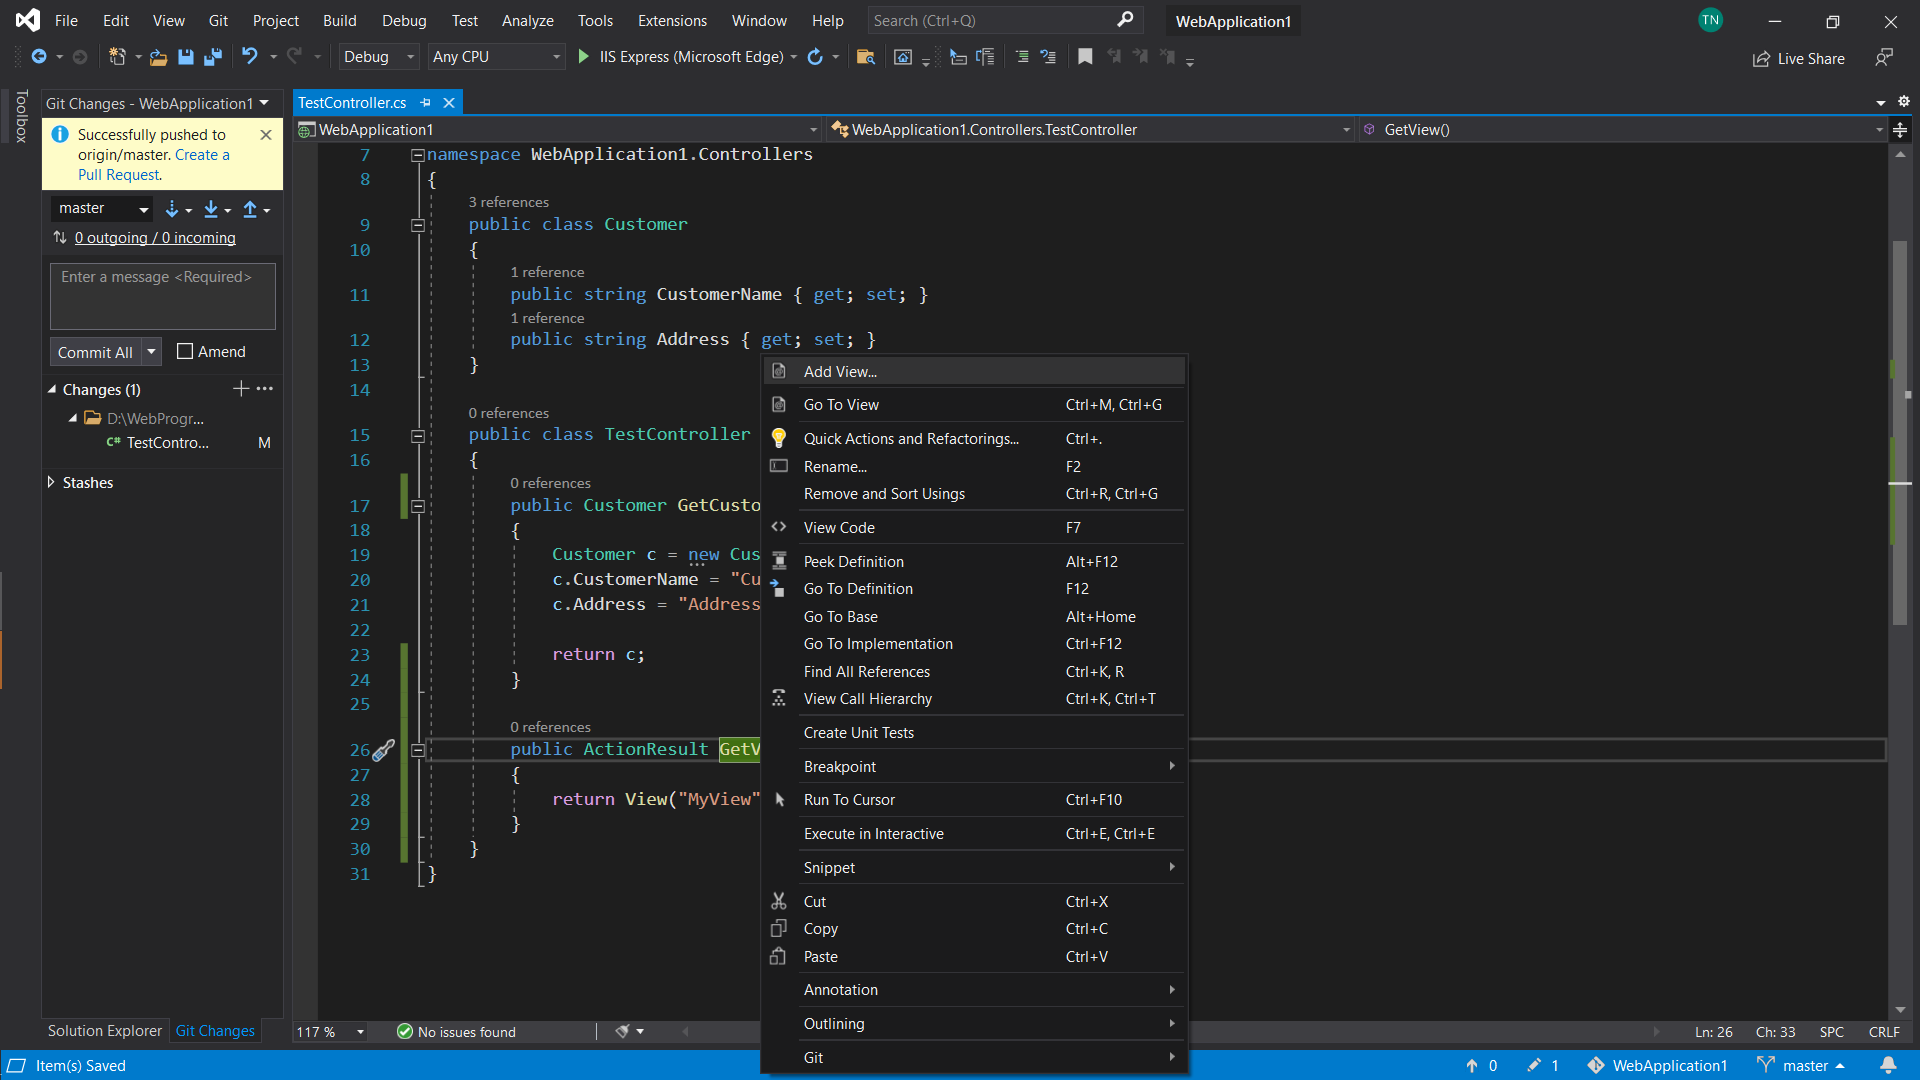 File Edit View Git Project Build Debug Test Analyze Tools Extensions Window Help Search (Ctrl+Q) WebApplication1 TN
Debug Any CPU IIS Express (Microsoft Edge) Live Share
Toolbox
Git Changes - WebApplication1
Successfully pushed to
origin/master. Create a
Pull Request.
master
0 outgoing / 0 incoming
Enter a message <Required>
Commit All Amend
Changes (1)
D:\WebProgr...
C# TestContro... M
Stashes
Solution Explorer Git Changes
TestController.cs
WebApplication1 WebApplication1.Controllers.TestController GetView()
7 namespace WebApplication1.Controllers
8 {
3 references
9 public class Customer
10 {
1 reference
11 public string CustomerName { get; set; }
1 reference
12 public string Address { get; set; }
13 }
14
0 references
15 public class TestController
16 {
0 references
17 public Customer GetCusto
18 {
19 Customer c = new Cus
20 c.CustomerName = "Cu
21 c.Address = "Address
22
23 return c;
24 }
25
0 references
26 public ActionResult GetV
27 {
28 return View("MyView"
29 }
30 }
31 }
Add View...
Go To View Ctrl+M, Ctrl+G
Quick Actions and Refactorings... Ctrl+.
Rename... F2
Remove and Sort Usings Ctrl+R, Ctrl+G
View Code F7
Peek Definition Alt+F12
Go To Definition F12
Go To Base Alt+Home
Go To Implementation Ctrl+F12
Find All References Ctrl+K, R
View Call Hierarchy Ctrl+K, Ctrl+T
Create Unit Tests
Breakpoint
Run To Cursor Ctrl+F10
Execute in Interactive Ctrl+E, Ctrl+E
Snippet
Cut Ctrl+X
Copy Ctrl+C
Paste Ctrl+V
Annotation
Outlining
Git
117 % No issues found Ln: 26 Ch: 33 SPC CRLF
Item(s) Saved 0 1 WebApplication1 master